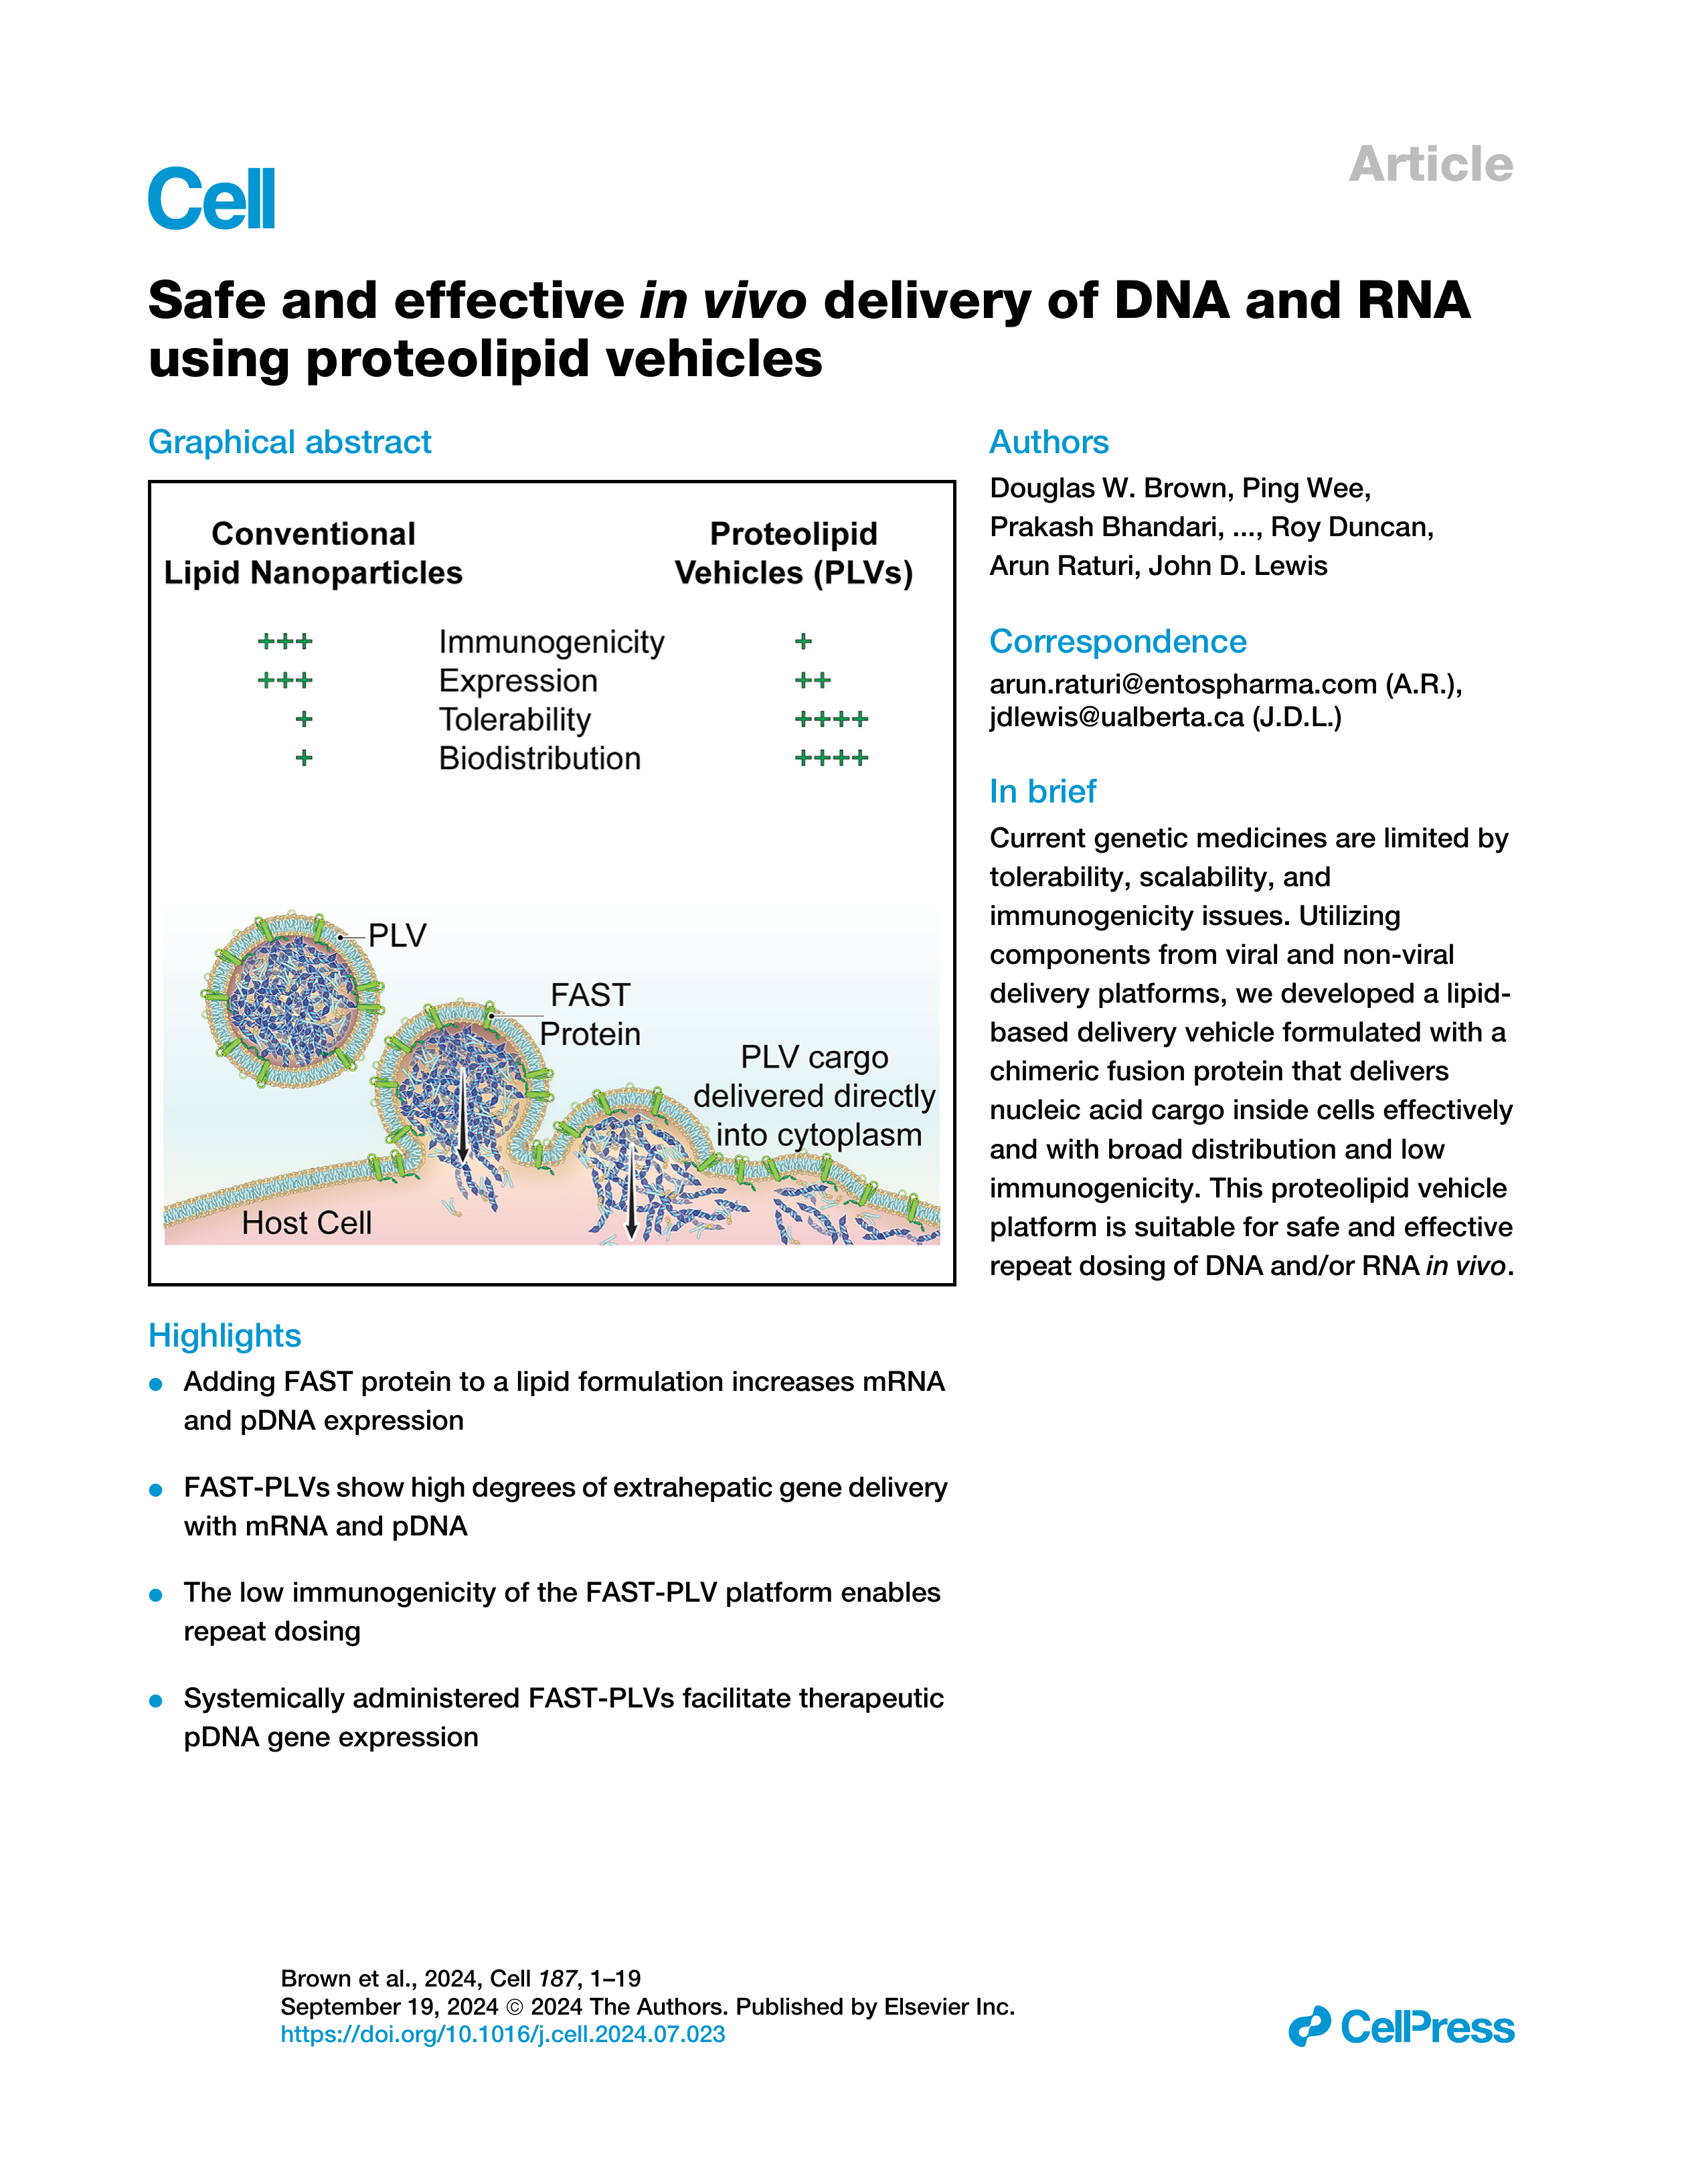 Article
Cell
Safe and effective in vivo delivery of DNA and RNA
using proteolipid vehicles
Graphical abstract
Conventional
Lipid Nanoparticles
Proteolipid
Vehicles (PLVs)
+++ Immunogenicity +
+++ Expression ++
+ Tolerability ++++
+ Biodistribution ++++
PLV
FAST
Protein
PLV cargo
delivered directly
into cytoplasm
Host Cell
Authors
Douglas W. Brown, Ping Wee,
Prakash Bhandari, ..., Roy Duncan,
Arun Raturi, John D. Lewis
Correspondence
arun.raturi@entospharma.com (A.R.),
jdlewis@ualberta.ca (J.D.L.)
In brief
Current genetic medicines are limited by
tolerability, scalability, and
immunogenicity issues. Utilizing
components from viral and non-viral
delivery platforms, we developed a lipid-
based delivery vehicle formulated with a
chimeric fusion protein that delivers
nucleic acid cargo inside cells effectively
and with broad distribution and low
immunogenicity. This proteolipid vehicle
platform is suitable for safe and effective
repeat dosing of DNA and/or RNA in vivo.
Highlights
● Adding FAST protein to a lipid formulation increases mRNA
and pDNA expression
● FAST-PLVs show high degrees of extrahepatic gene delivery
with mRNA and pDNA
● The low immunogenicity of the FAST-PLV platform enables
repeat dosing
● Systemically administered FAST-PLVs facilitate therapeutic
pDNA gene expression
Brown et al., 2024, Cell 187, 1–19
September 19, 2024 © 2024 The Authors. Published by Elsevier Inc.
https://doi.org/10.1016/j.cell.2024.07.023
CellPress